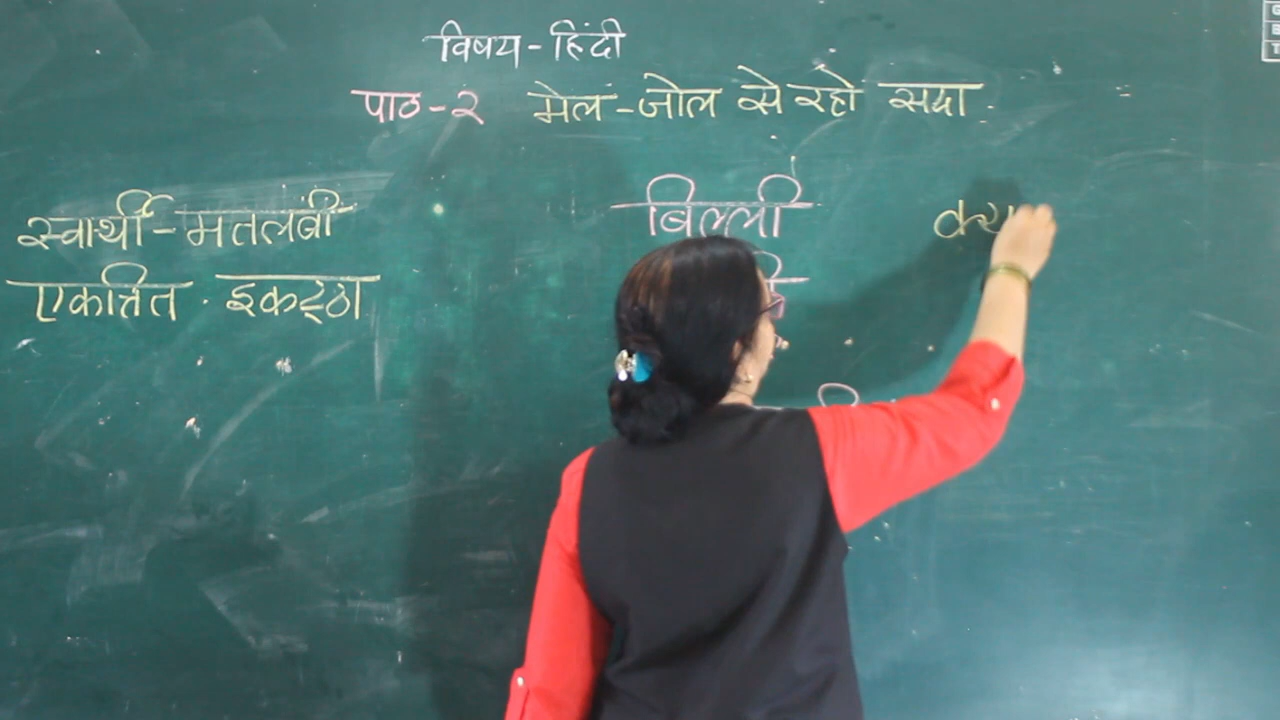 विषय - हिंदी
पाठ - २ मेल - जोल से रहो सदा
स्वार्थी - मतलबी बिल्ली क्य
एकत्रित - इकट्ठा